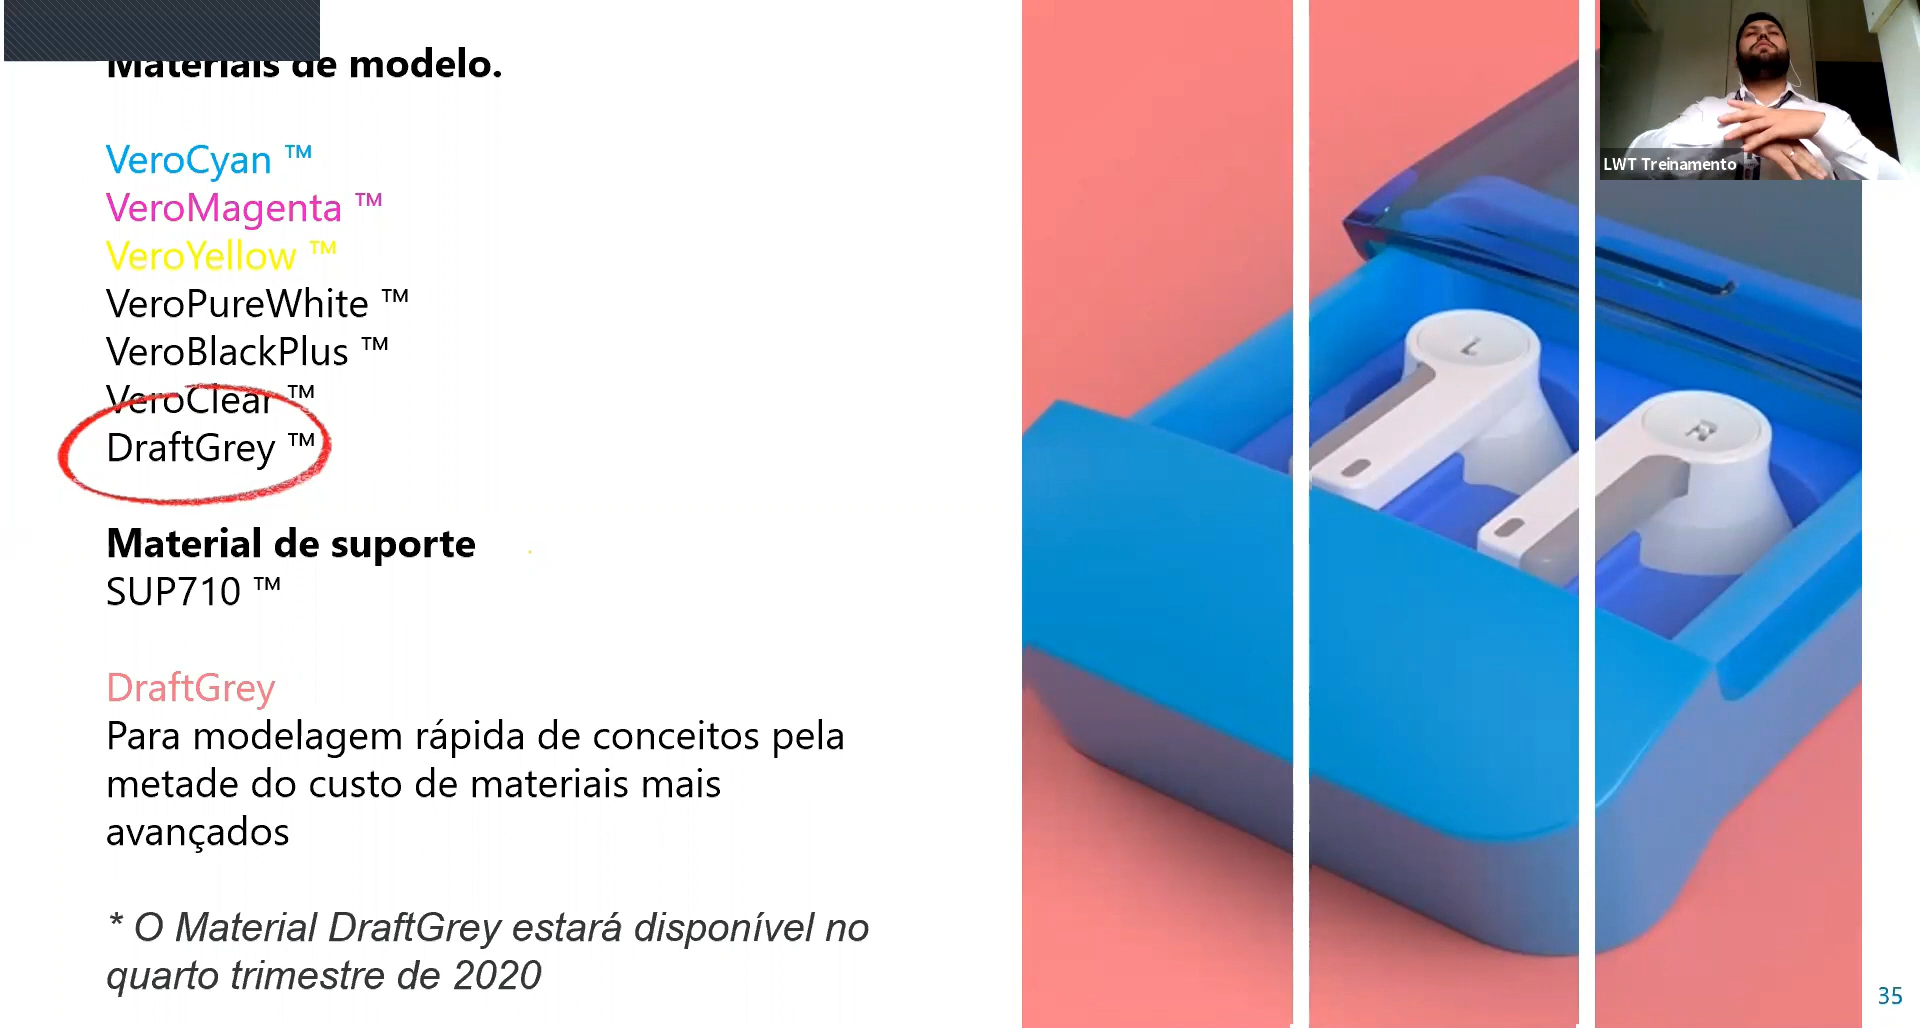 Materiais de modelo.
VeroCyan ™
VeroMagenta ™
VeroYellow ™
VeroPureWhite ™
VeroBlackPlus ™
VeroClear ™
DraftGrey ™
Material de suporte
SUP710 ™
DraftGrey
Para modelagem rápida de conceitos pela
metade do custo de materiais mais
avançados
* O Material DraftGrey estará disponível no
quarto trimestre de 2020
LWT Treinamento
L
R
35